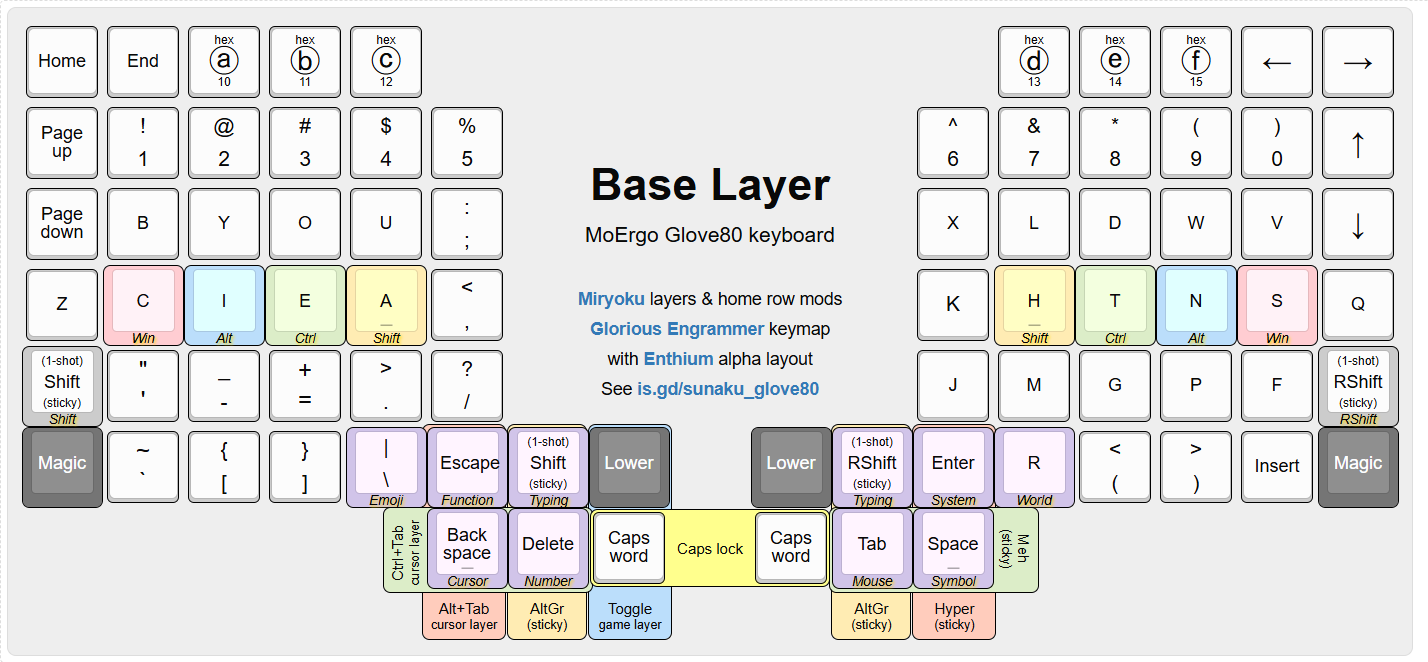 hex hex hex hex hex hex
Home End ⓐ ⓑ ⓒ ⓓ ⓔ ⓕ ← →
10 11 12 13 14 15
Page up ! @ # $ % ^ & * ( ) ↑
1 2 3 4 5 6 7 8 9 0
Base Layer
Page down B Y O U : ; X L D W V ↓
MoErgo Glove80 keyboard
Z C I E A < , K H T N S Q
Win Alt Ctrl Shift Shift Ctrl Alt Win
Miryoku layers & home row mods
Glorious Engrammer keymap
with Enthium alpha layout
See is.gd/sunaku_glove80
(1-shot) " _ + > ? (1-shot)
Shift ' - = . / J M G P F RShift
(sticky) (sticky)
Shift RShift
Magic ~ ` { [ } ] | \ Escape (1-shot) Shift (sticky) Lower Lower (1-shot) RShift (sticky) Enter R < ( > ) Insert Magic
Emoji Function Typing Typing System World
Ctrl+Tab cursor layer Back space Delete Caps word Caps lock Caps word Tab Space Meh (sticky)
Cursor Number Mouse Symbol
Alt+Tab AltGr Toggle AltGr Hyper
cursor layer (sticky) game layer (sticky) (sticky)